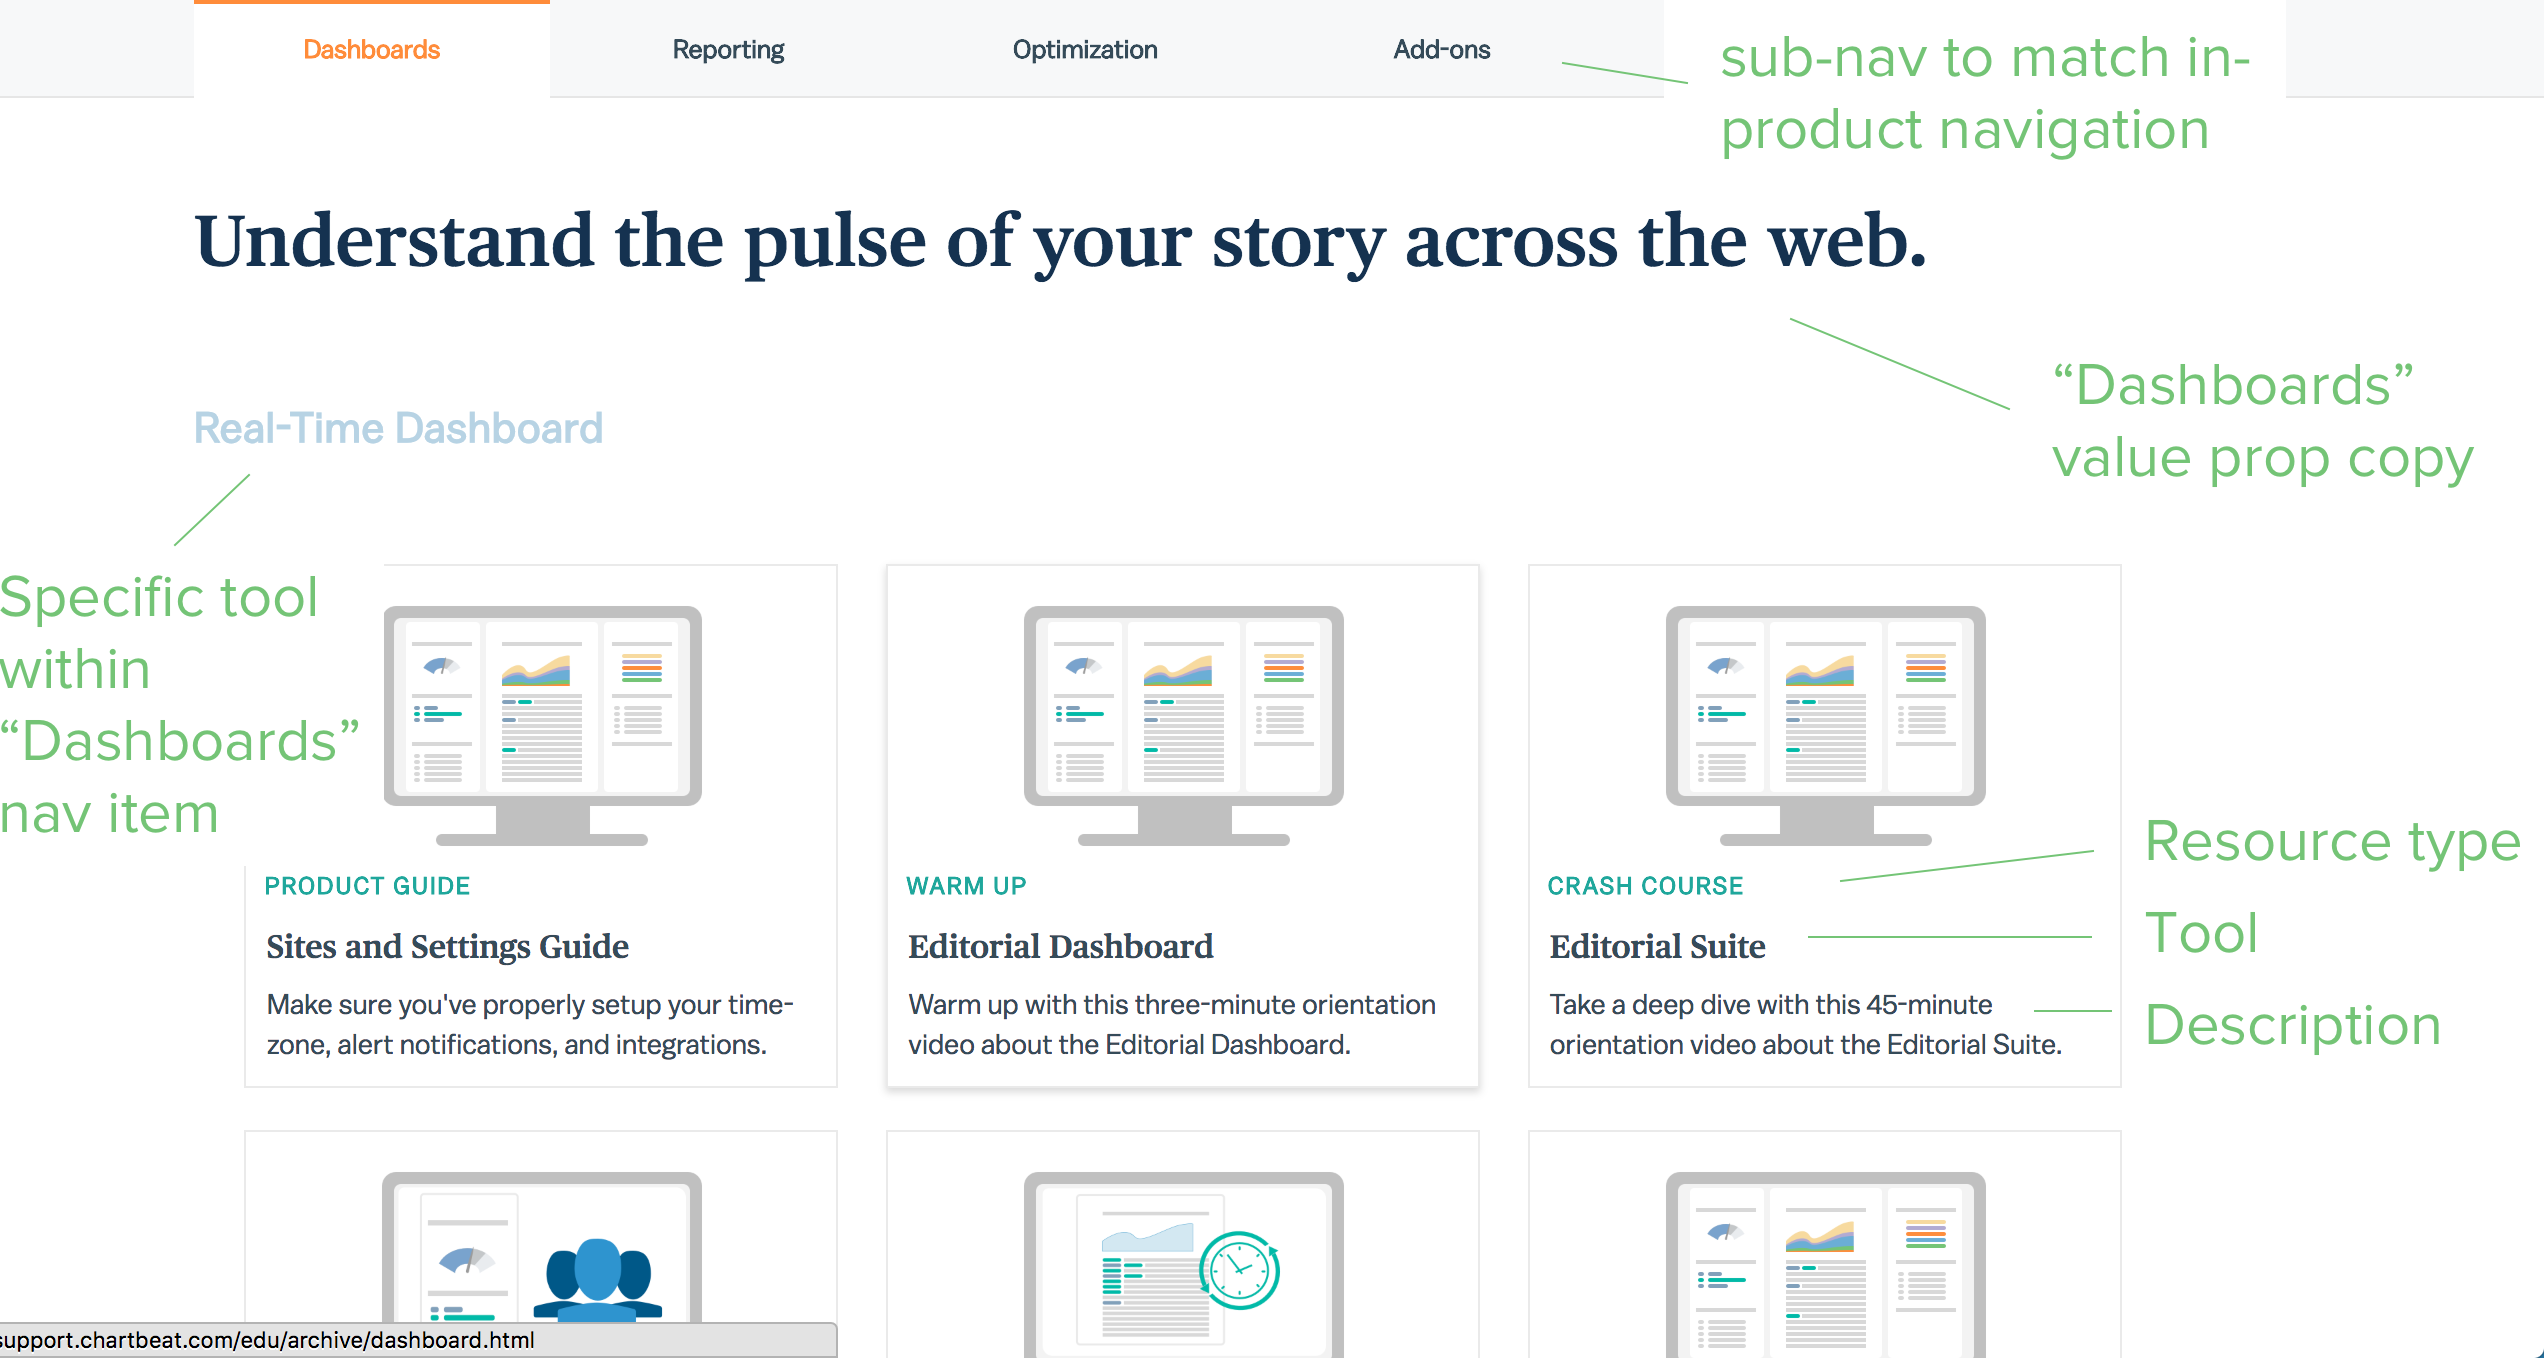 Dashboards
Reporting
Optimization
Add-ons
sub-nav to match in-
product navigation
Understand the pulse of your story across the web.
“Dashboards”
value prop copy
Real-Time Dashboard
Specific tool
within
“Dashboards”
nav item
PRODUCT GUIDE
Sites and Settings Guide
Make sure you've properly setup your time-
zone, alert notifications, and integrations.
WARM UP
Editorial Dashboard
Warm up with this three-minute orientation
video about the Editorial Dashboard.
CRASH COURSE
Editorial Suite
Take a deep dive with this 45-minute
orientation video about the Editorial Suite.
Resource type
Tool
Description
support.chartbeat.com/edu/archive/dashboard.html